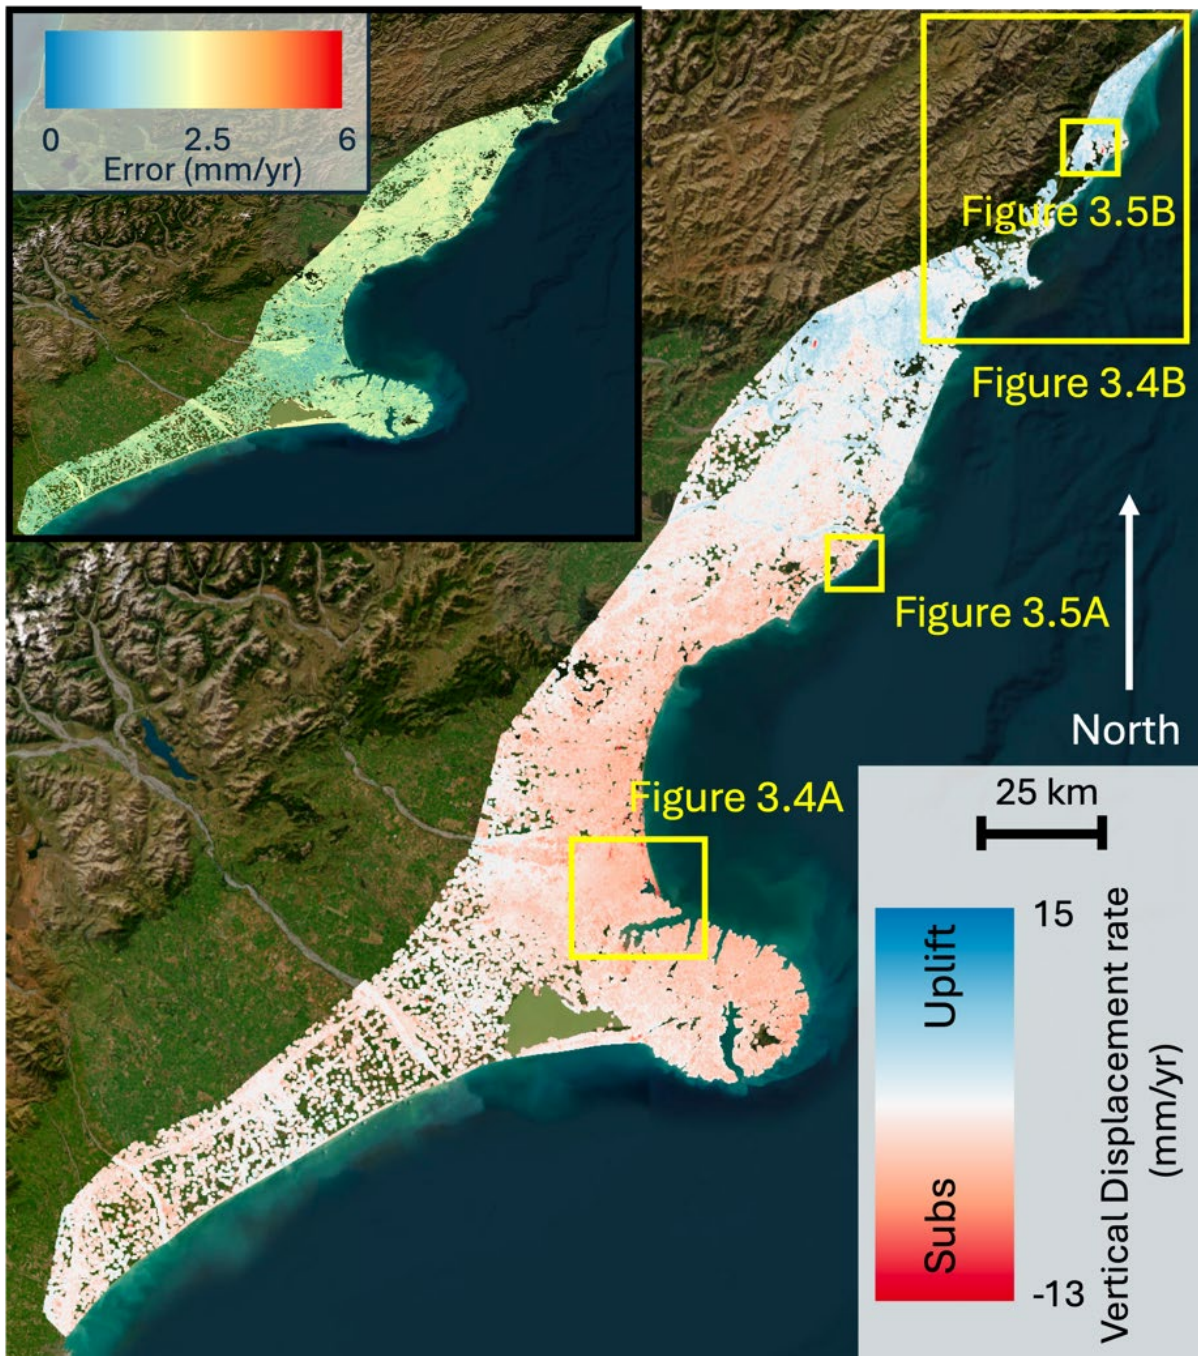 0 2.5 6
Error (mm/yr)
Figure 3.5B
Figure 3.4B
Figure 3.5A
North
Figure 3.4A
25 km
Uplift
Subs
15
-13
Vertical Displacement rate
(mm/yr)